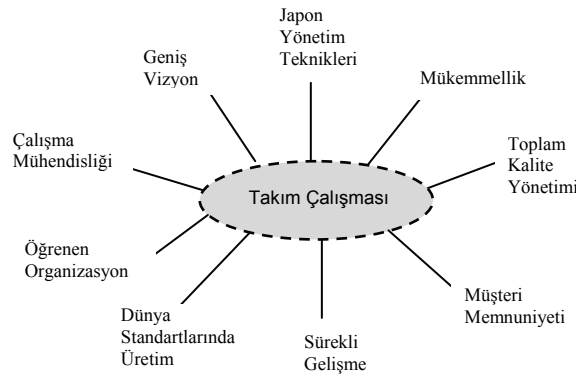 Japon
Yönetim
Teknikleri
Geniş
Vizyon
Mükemmellik
Çalışma
Mühendisliği
Toplam
Kalite
Yönetimi
Takım Çalışması
Öğrenen
Organizasyon
Müşteri
Memnuniyeti
Dünya
Standartlarında
Üretim
Sürekli
Gelişme